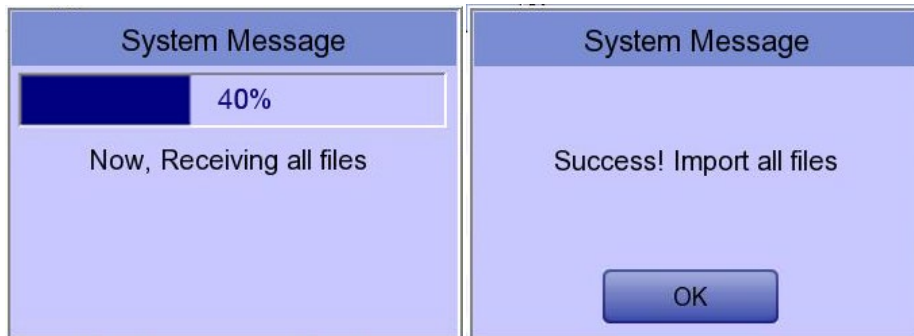 System Message
40%
Now, Receiving all files
System Message
Success! Import all files
OK